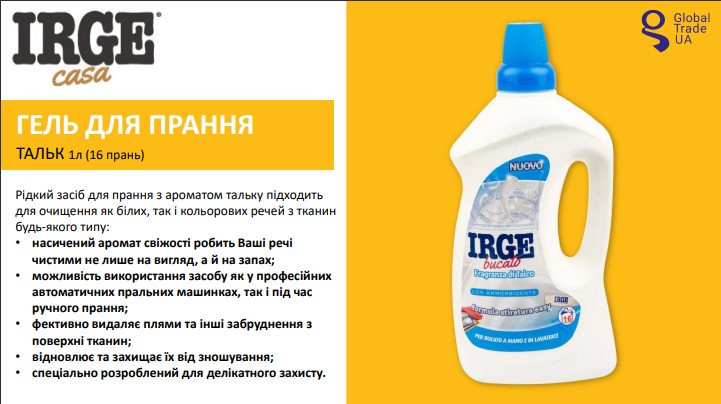 IRGE
casa
Global
Trade
UA
ГЕЛЬ ДЛЯ ПРАННЯ
ТАЛЬК 1л (16 прань)
Рідкий засіб для прання з ароматом тальку підходить
для очищення як білих, так і кольорових речей з тканин
будь-якого типу:
• насичений аромат свіжості робить Ваші речі
чистими не лише на вигляд, а й на запах;
• можливість використання засобу як у професійних
автоматичних пральних машинках, так і під час
ручного прання;
• фективно видаляє плями та інші забруднення з
поверхні тканин;
• відновлює та захищає їх від зношування;
• спеціально розроблений для делікатного захисту.
NUOVO
IRGE
bucato
Fragranza di Talco
CON AMMORBIDENTE
formula stiratura easy
IRGE
16
PER BUCATO A MANO E IN LAVATRICE